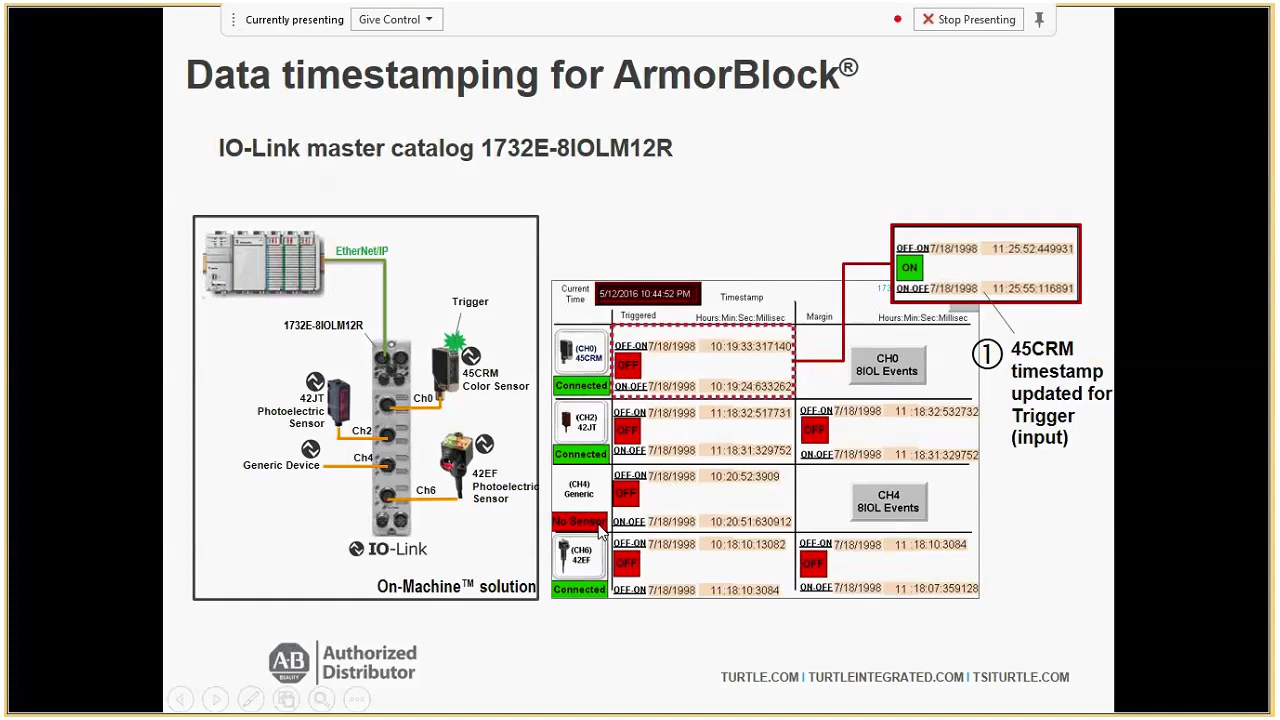 Currently presenting
Give Control
Stop Presenting
Data timestamping for ArmorBlock®
IO-Link master catalog 1732E-8IOLM12R
EtherNet/IP
Trigger
1732E-8IOLM12R
45CRM
Color Sensor
42JT
Photoelectric
Sensor
Ch0
Ch2
Generic Device
Ch4
Ch6
42EF
Photoelectric
Sensor
IO-Link
On-Machine™ solution
Current
Time
5/12/2016 10:44:52 PM
Timestamp
173
Triggered
Hours:Min:Sec:Millisec
Margin
Hours:Min:Sec:Millisec
(CH0)
45CRM
Connected
OFF-ON 7/18/1998 10:19:33:317140
OFF
ON-OFF 7/18/1998 10:19:24:633262
CH0
8IOL Events
(CH2)
42JT
Connected
OFF-ON 7/18/1998 11:18:32:517731
OFF
ON-OFF 7/18/1998 11:18:31:329752
OFF-ON 7/18/1998 11:18:32:532732
OFF
ON-OFF 7/18/1998 11:18:31:329752
(CH4)
Generic
No Sensor
OFF-ON 7/18/1998 10:20:52:3909
OFF
ON-OFF 7/18/1998 10:20:51:630912
CH4
8IOL Events
(CH6)
42EF
Connected
OFF-ON 7/18/1998 10:18:10:13082
OFF
OFF-ON 7/18/1998 11:18:10:3084
OFF-ON 7/18/1998 11:18:10:3084
OFF
ON-OFF 7/18/1998 11:18:07:359128
OFF-ON 7/18/1998 11:25:52:449931
ON
ON-OFF 7/18/1998 11:25:55:116891
1
45CRM
timestamp
updated for
Trigger
(input)
AB
QUALITY
Authorized
Distributor
TURTLE.COM | TURTLEINTEGRATED.COM | TSITURTLE.COM